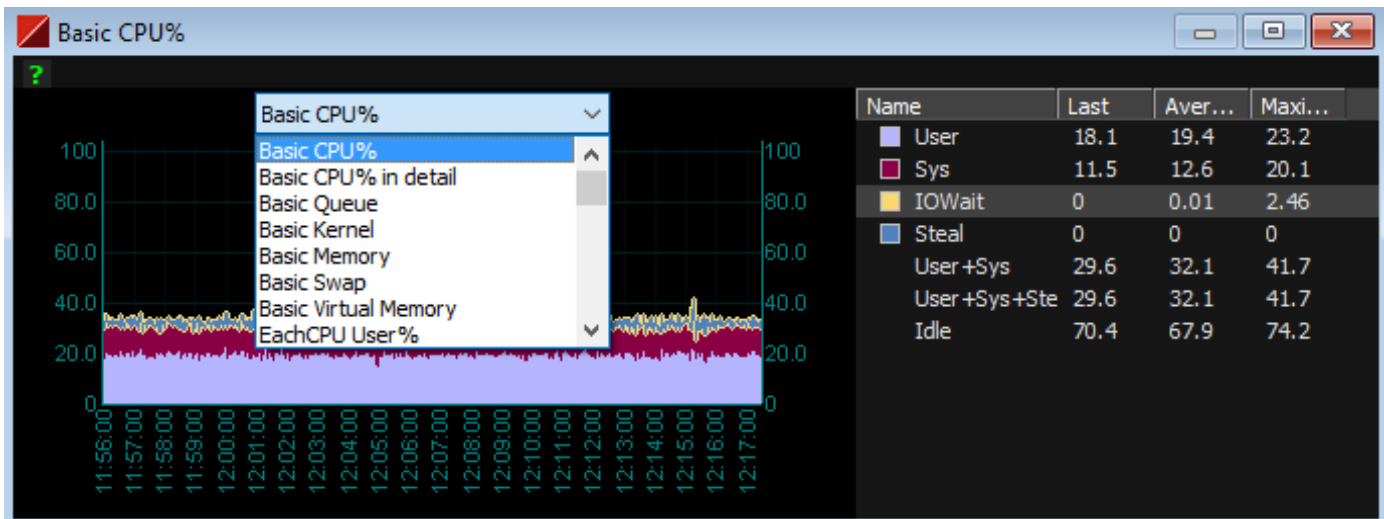 Basic CPU%
?
Basic CPU%
Basic CPU%
Basic CPU% in detail
Basic Queue
Basic Kernel
Basic Memory
Basic Swap
Basic Virtual Memory
EachCPU User%
100
80.0
60.0
40.0
20.0
0
100
80.0
60.0
40.0
20.0
0
11:56:00
11:57:00
11:58:00
11:59:00
12:00:00
12:01:00
12:02:00
12:03:00
12:04:00
12:05:00
12:06:00
12:07:00
12:08:00
12:09:00
12:10:00
12:11:00
12:12:00
12:13:00
12:14:00
12:15:00
12:16:00
12:17:00
Name Last Aver... Maxi...
User 18.1 19.4 23.2
Sys 11.5 12.6 20.1
IOWait 0 0.01 2.46
Steal 0 0 0
User+Sys 29.6 32.1 41.7
User+Sys+Ste 29.6 32.1 41.7
Idle 70.4 67.9 74.2